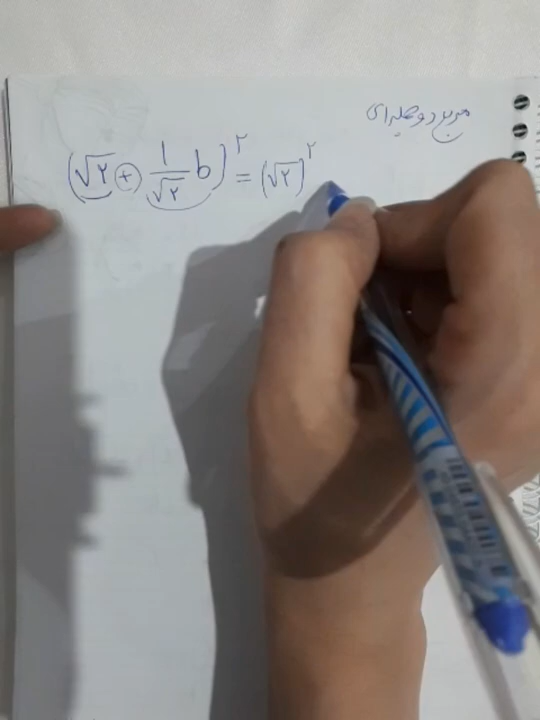 مربع دو جمله‌ای
(√۲ + 1/√۲ b)^۲ = (√۲)^۲